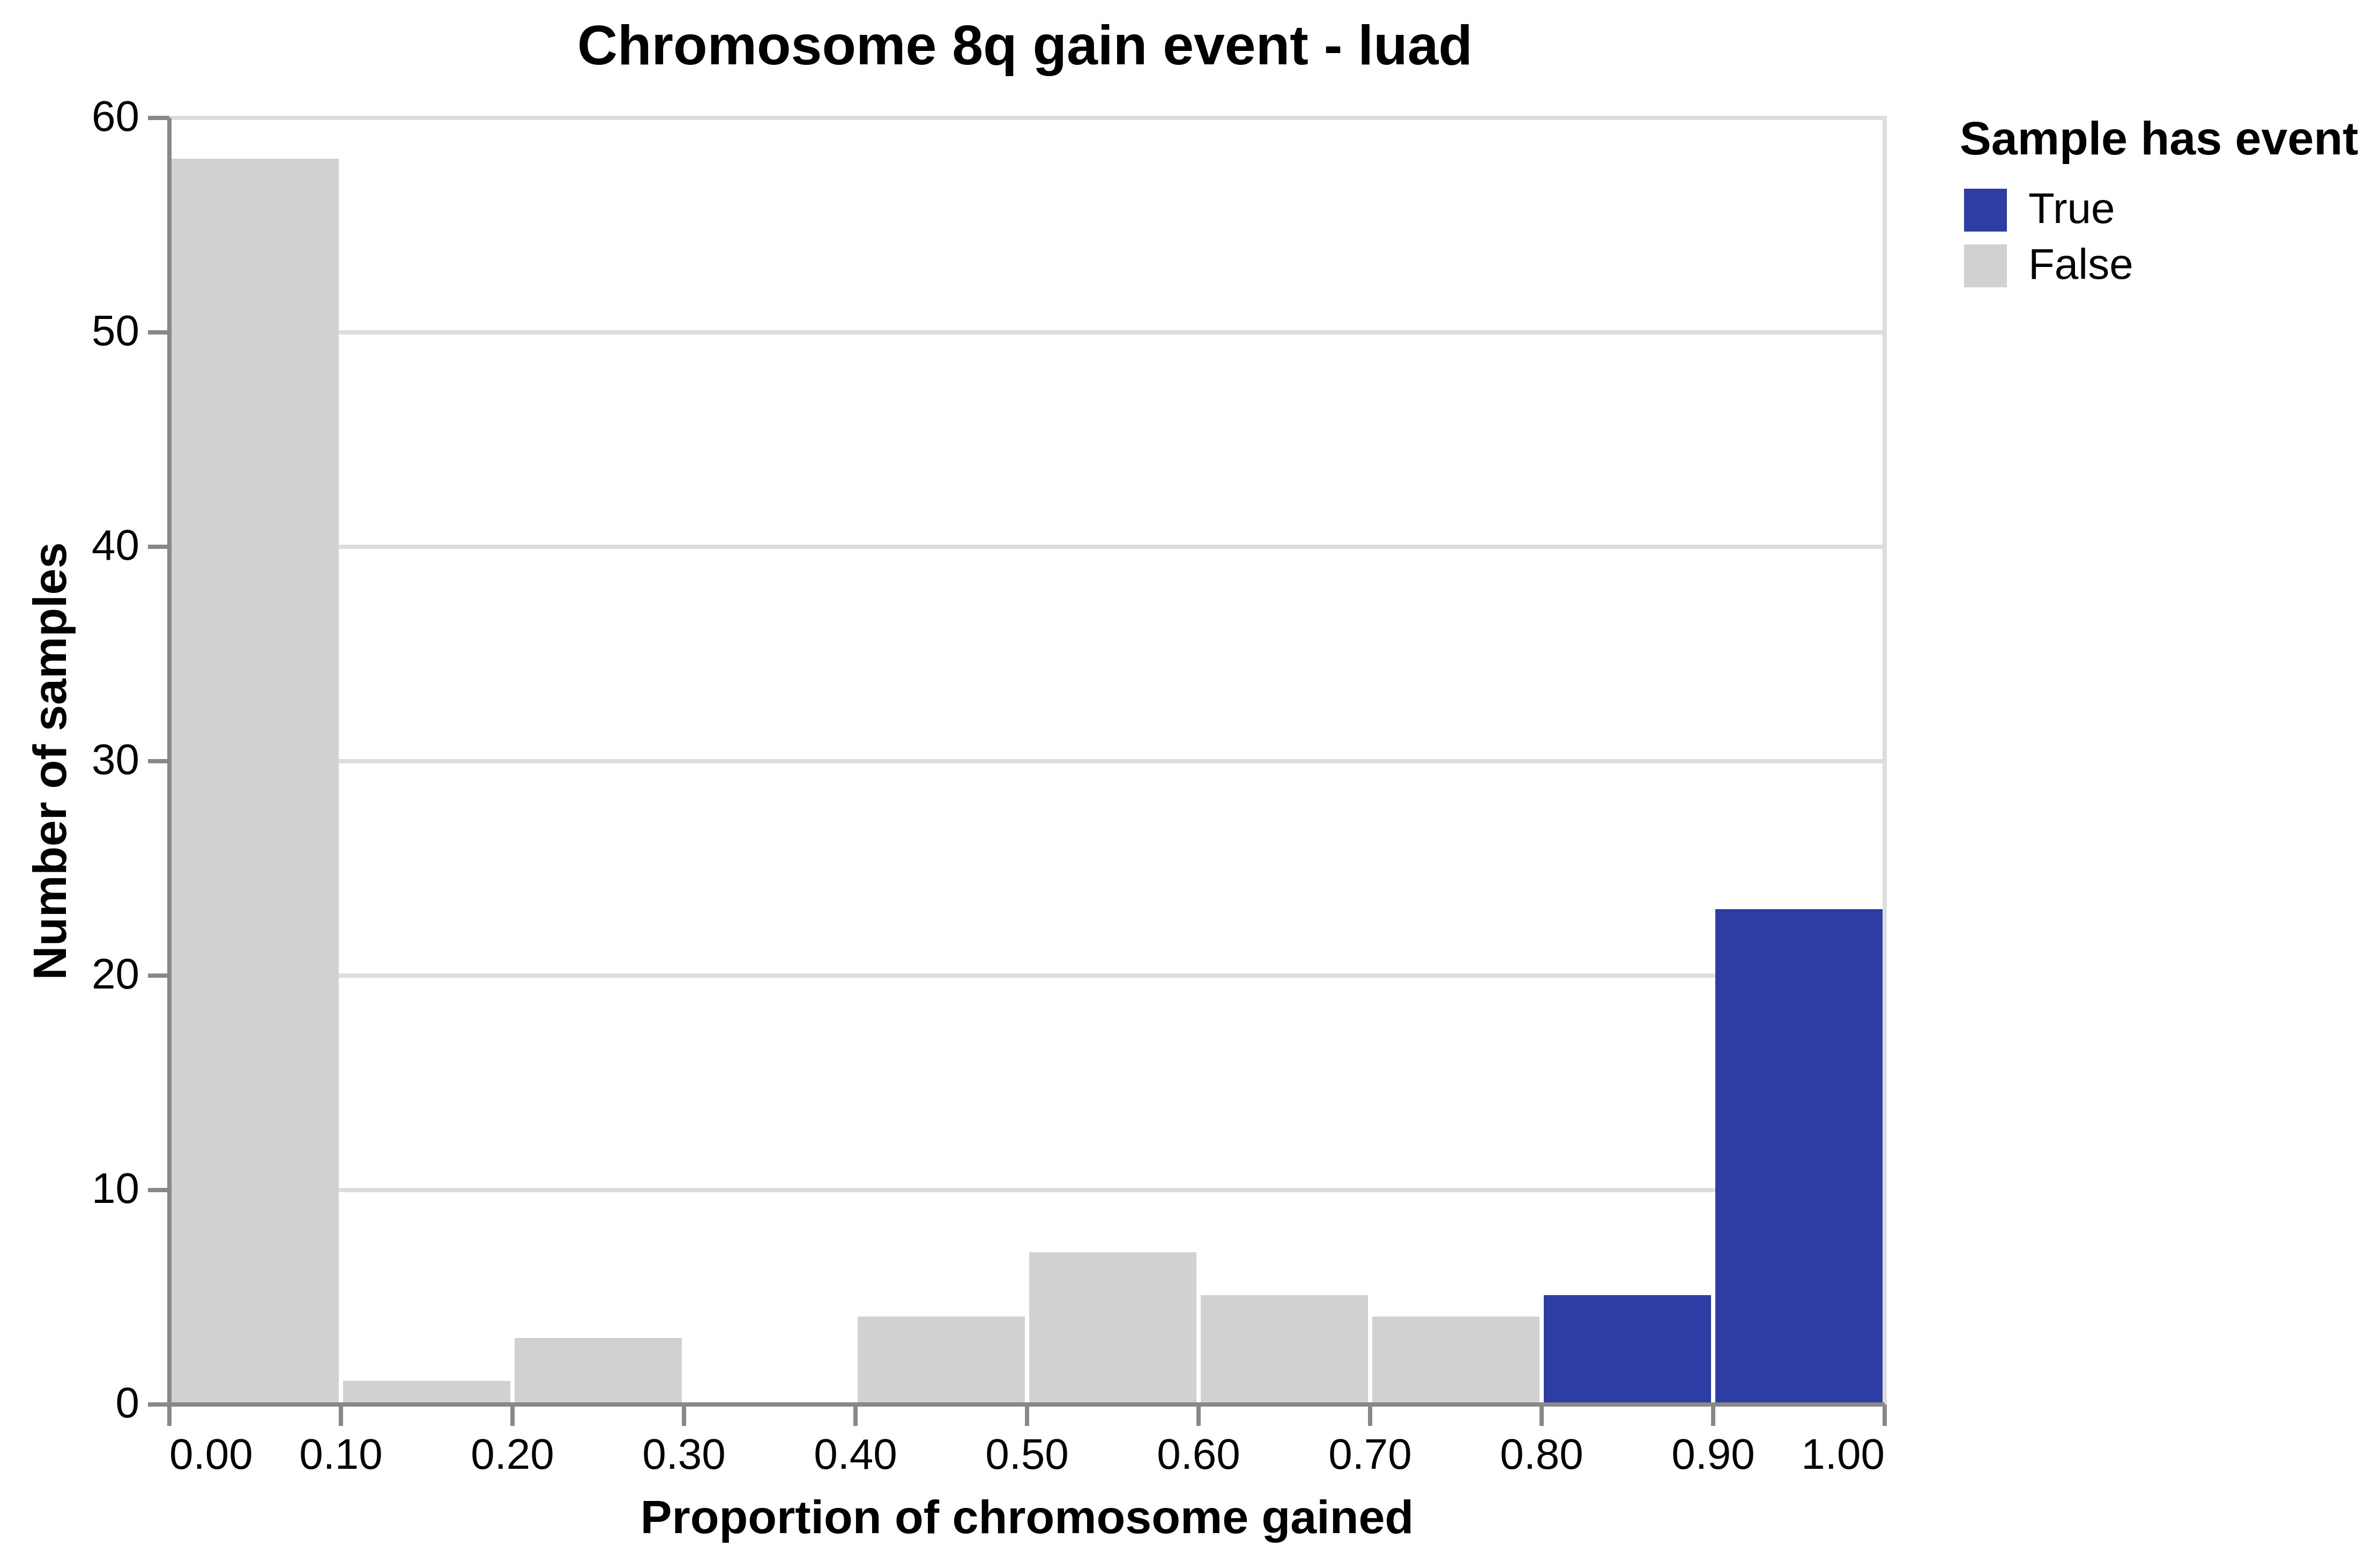 Chromosome 8q gain event - luad
Sample has event
True
False
Number of samples
60
50
40
30
20
10
0
0.00 0.10 0.20 0.30 0.40 0.50 0.60 0.70 0.80 0.90 1.00
Proportion of chromosome gained